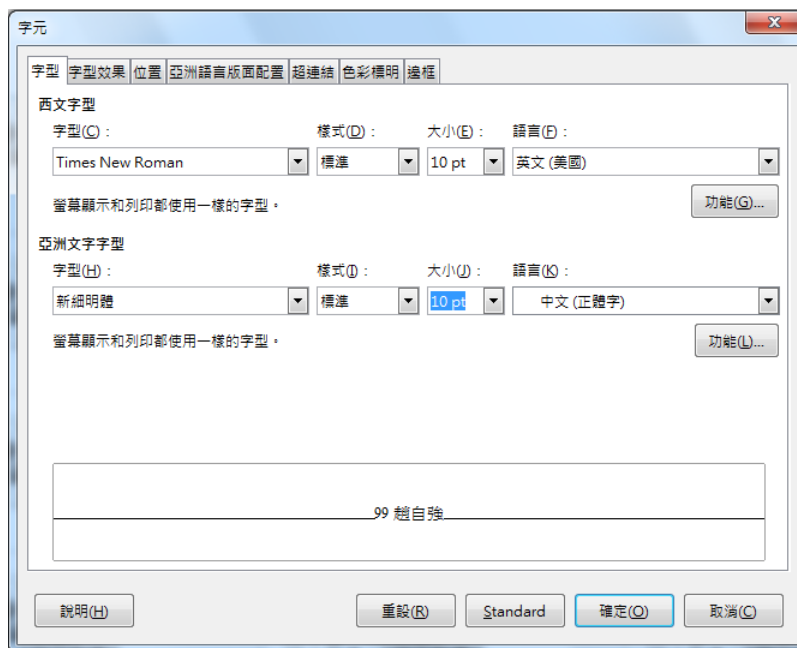 字元
字型 字型效果 位置 亞洲語言版面配置 超連結 色彩標明 邊框
西文字型
字型(C)： 樣式(D)： 大小(E)： 語言(F)：
Times New Roman 標準 10 pt 英文 (美國)
螢幕顯示和列印都使用一樣的字型。 功能(G)...
亞洲文字字型
字型(H)： 樣式(I)： 大小(J)： 語言(K)：
新細明體 標準 10 pt 中文 (正體字)
螢幕顯示和列印都使用一樣的字型。 功能(L)...
99 趙自強
說明(H) 重設(R) Standard 確定(O) 取消(C)